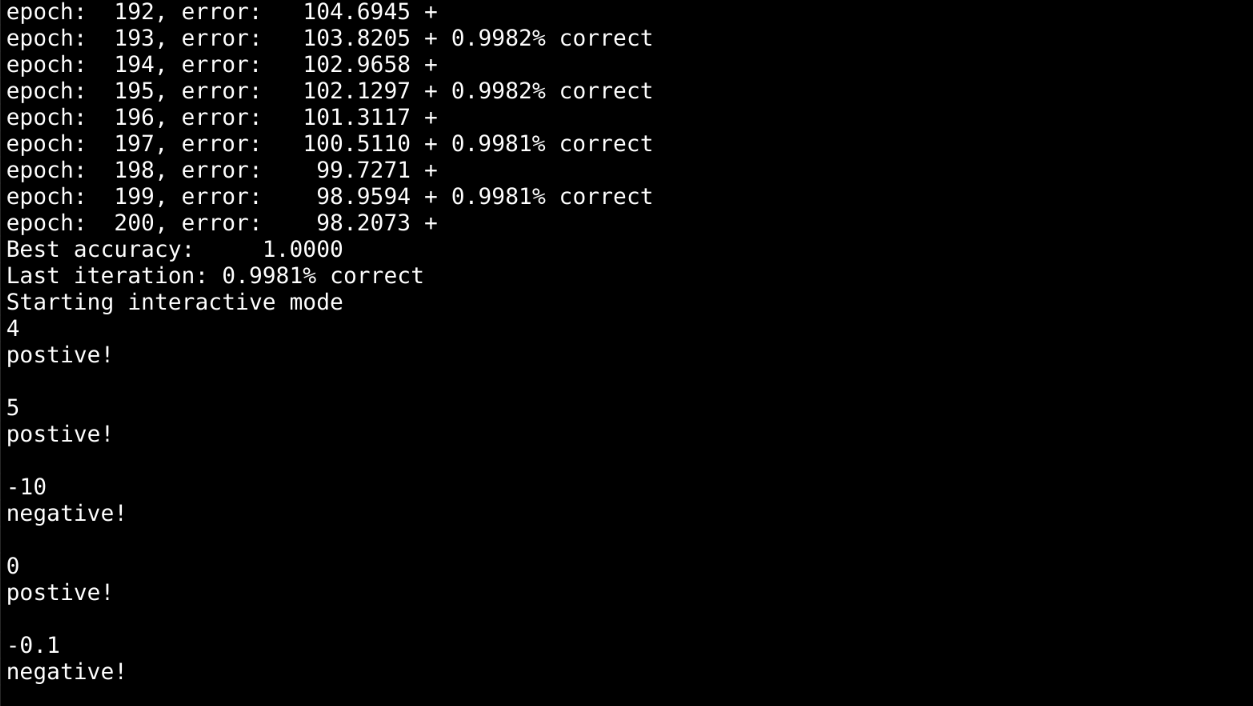 epoch:  192, error:   104.6945 +
epoch:  193, error:   103.8205 + 0.9982% correct
epoch:  194, error:   102.9658 +
epoch:  195, error:   102.1297 + 0.9982% correct
epoch:  196, error:   101.3117 +
epoch:  197, error:   100.5110 + 0.9981% correct
epoch:  198, error:    99.7271 +
epoch:  199, error:    98.9594 + 0.9981% correct
epoch:  200, error:    98.2073 +
Best accuracy:     1.0000
Last iteration: 0.9981% correct
Starting interactive mode
4
postive!
5
postive!
-10
negative!
0
postive!
-0.1
negative!